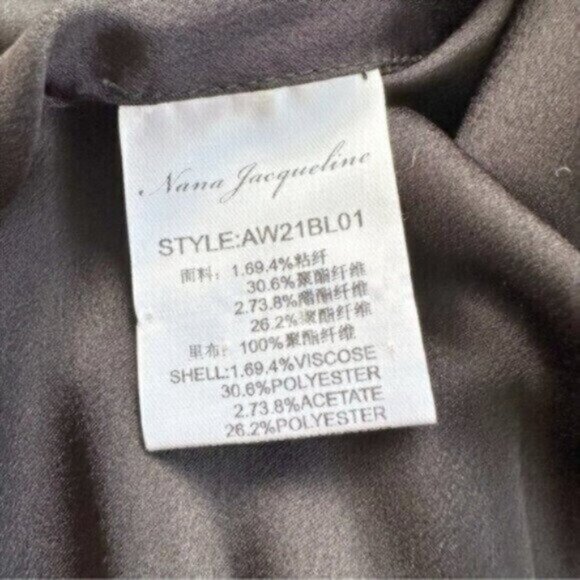 Nana Jacqueline
STYLE:AW21BL01
面料: 1.69.4%粘纤
30.6%聚酯纤维
2.73.8%醋酯纤维
26.2%聚酯纤维
里布: 100%聚酯纤维
SHELL:1.69.4%VISCOSE
30.6%POLYESTER
2.73.8%ACETATE
26.2%POLYESTER